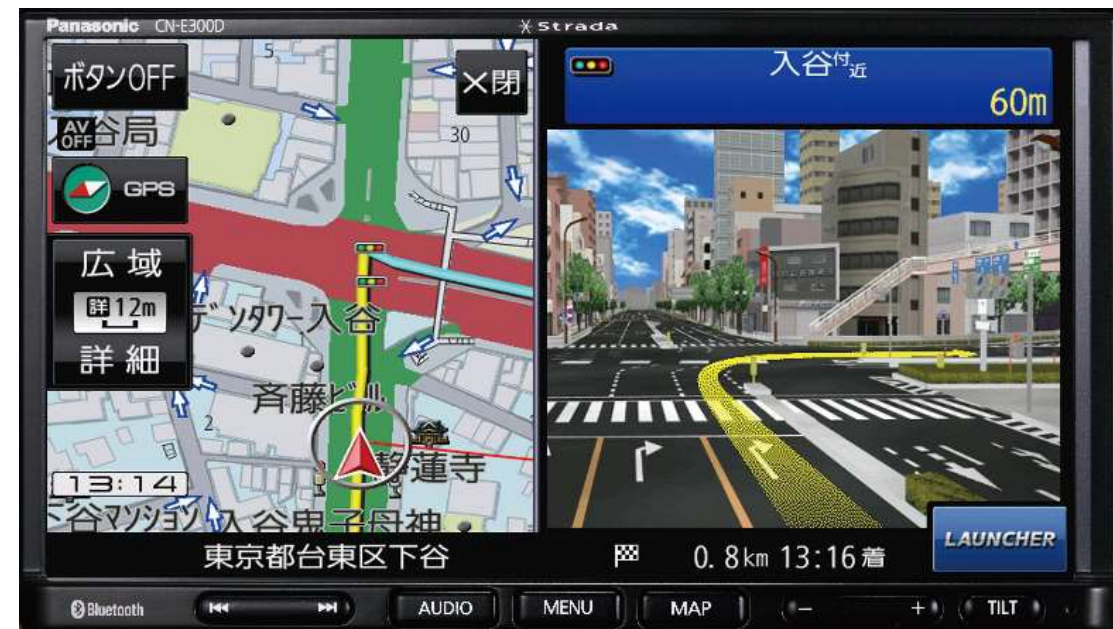 Panasonic CN-E300D
Strada
ボタンOFF
5
×閉
入谷付近
60m
AV
OFF
谷局
30
GPS
広域
詳12m
詳細
デンタワー入谷
斉藤ビル
2
静蓮寺
13:14
谷マンション
入谷鬼子母神
東京都台東区下谷
0.8km 13:16着
LAUNCHER
Bluetooth
AUDIO
MENU
MAP
−
+
TILT